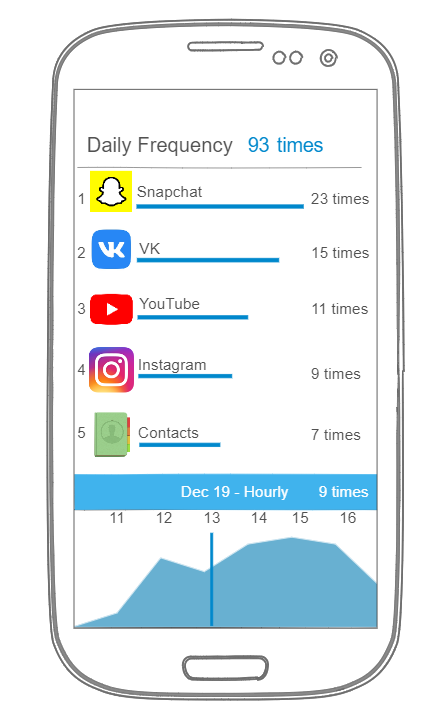 Daily Frequency 93 times
1 Snapchat 23 times
2 VK 15 times
3 YouTube 11 times
4 Instagram 9 times
5 Contacts 7 times
Dec 19 - Hourly 9 times
11 12 13 14 15 16